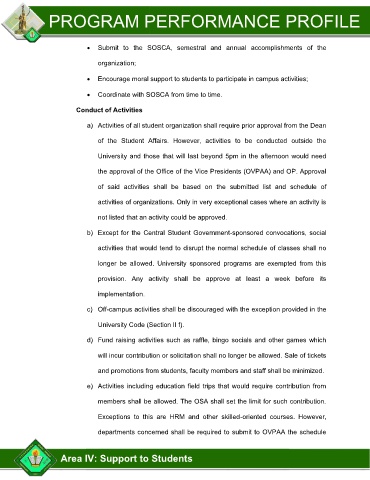 PROGRAM PERFORMANCE PROFILE
• Submit to the SOSCA, semestral and annual accomplishments of the
organization;
• Encourage moral support to students to participate in campus activities;
• Coordinate with SOSCA from time to time.
Conduct of Activities
a) Activities of all student organization shall require prior approval from the Dean
of the Student Affairs. However, activities to be conducted outside the
University and those that will last beyond 5pm in the afternoon would need
the approval of the Office of the Vice Presidents (OVPAA) and OP. Approval
of said activities shall be based on the submitted list and schedule of
activities of organizations. Only in very exceptional cases where an activity is
not listed that an activity could be approved.
b) Except for the Central Student Government-sponsored convocations, social
activities that would tend to disrupt the normal schedule of classes shall no
longer be allowed. University sponsored programs are exempted from this
provision. Any activity shall be approve at least a week before its
implementation.
c) Off-campus activities shall be discouraged with the exception provided in the
University Code (Section II f).
d) Fund raising activities such as raffle, bingo socials and other games which
will incur contribution or solicitation shall no longer be allowed. Sale of tickets
and promotions from students, faculty members and staff shall be minimized.
e) Activities including education field trips that would require contribution from
members shall be allowed. The OSA shall set the limit for such contribution.
Exceptions to this are HRM and other skilled-oriented courses. However,
departments concerned shall be required to submit to OVPAA the schedule
Area IV: Support to Students